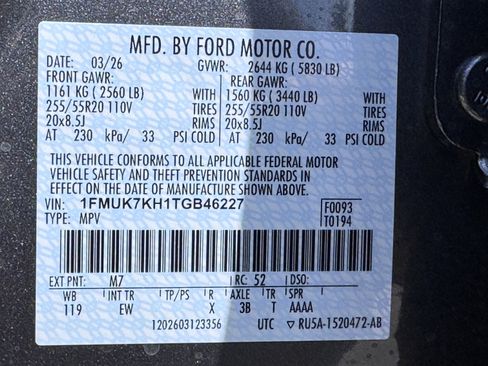 MFD. BY FORD MOTOR CO.
DATE: 03/26 GVWR: 2644 KG ( 5830 LB)
FRONT GAWR: REAR GAWR:
1161 KG ( 2560 LB) 1560 KG ( 3440 LB)
255/55R20 110V TIRES 255/55R20 110V TIRES
20x8.5J RIMS 20x8.5J RIMS
AT 230 kPa/ 33 PSI COLD AT 230 kPa/ 33 PSI COLD
THIS VEHICLE CONFORMS TO ALL APPLICABLE FEDERAL MOTOR
VEHICLE SAFETY, BUMPER, AND THEFT PREVENTION STANDARDS
IN EFFECT ON THE DATE OF MANUFACTURE SHOWN ABOVE.
VIN: 1FMUK7KH1TGB46227 F0093
TYPE: MPV T0194
EXT PNT: M7 RC: 52 DSO:
WB INT TR TP/PS R AXLE TR SPR
119 EW X 3B T AAAA
1202603123356 UTC ▽ RU5A-1520472-AB